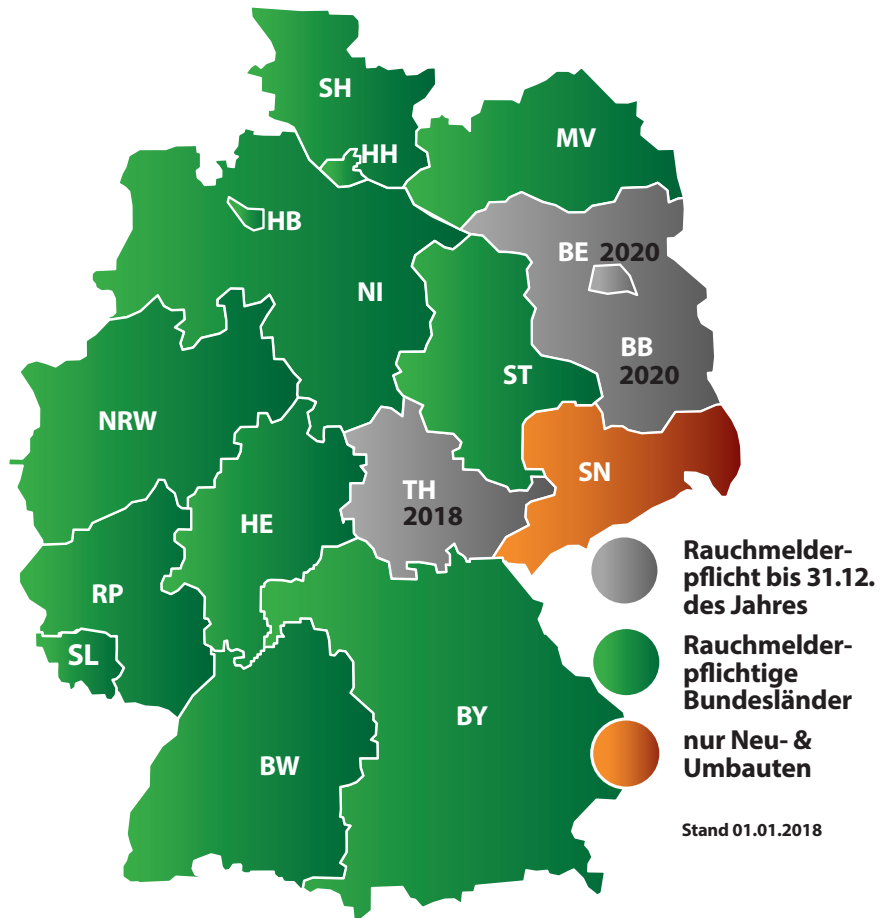 SH
HH
MV
HB
BE 2020
NI
BB
2020
ST
NRW
SN
TH
2018
HE
RP
SL
BY
BW
Rauchmelder-
pflicht bis 31.12.
des Jahres
Rauchmelder-
pflichtige
Bundesländer
nur Neu- &
Umbauten
Stand 01.01.2018